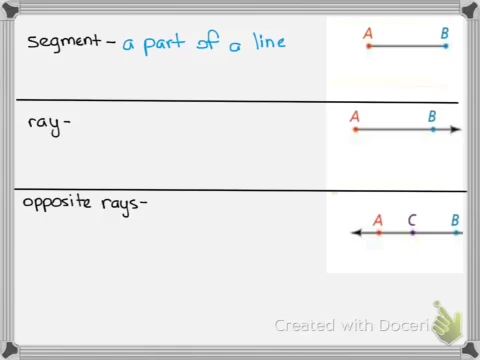 segment- a part of a line
A B
ray-
A B
opposite rays-
A C B
Created with Doceri